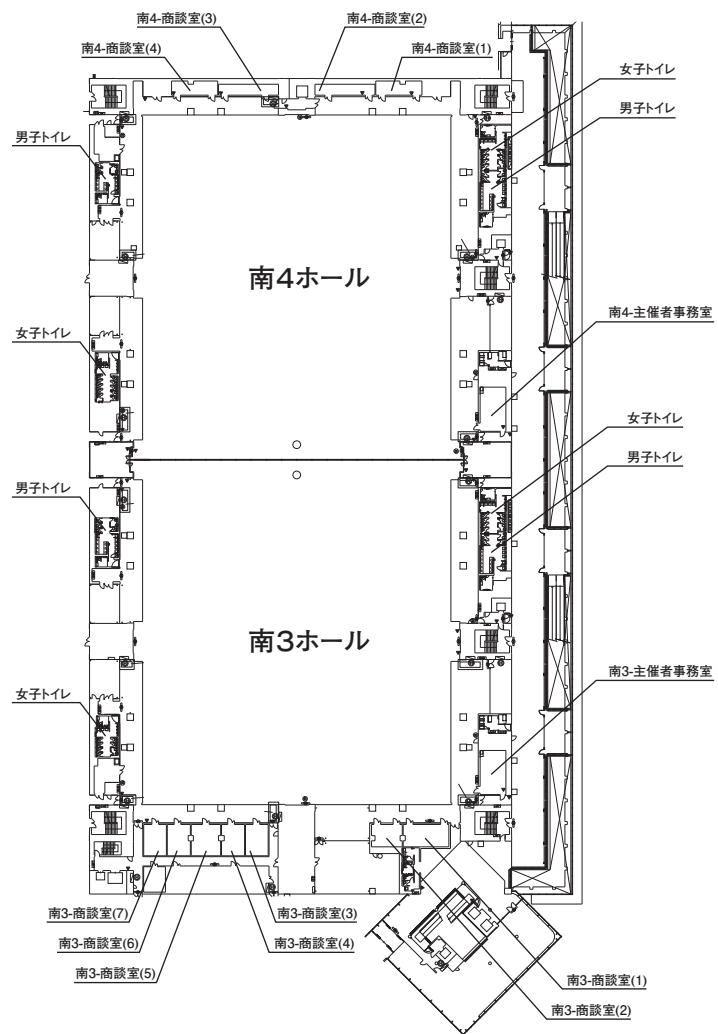 南4-商談室(3)
南4-商談室(2)
南4-商談室(4)
南4-商談室(1)
女子トイレ
男子トイレ
男子トイレ
南4ホール
南4-主催者事務室
女子トイレ
女子トイレ
男子トイレ
男子トイレ
南3ホール
南3-主催者事務室
女子トイレ
南3-商談室(7)
南3-商談室(3)
南3-商談室(6)
南3-商談室(4)
南3-商談室(5)
南3-商談室(1)
南3-商談室(2)